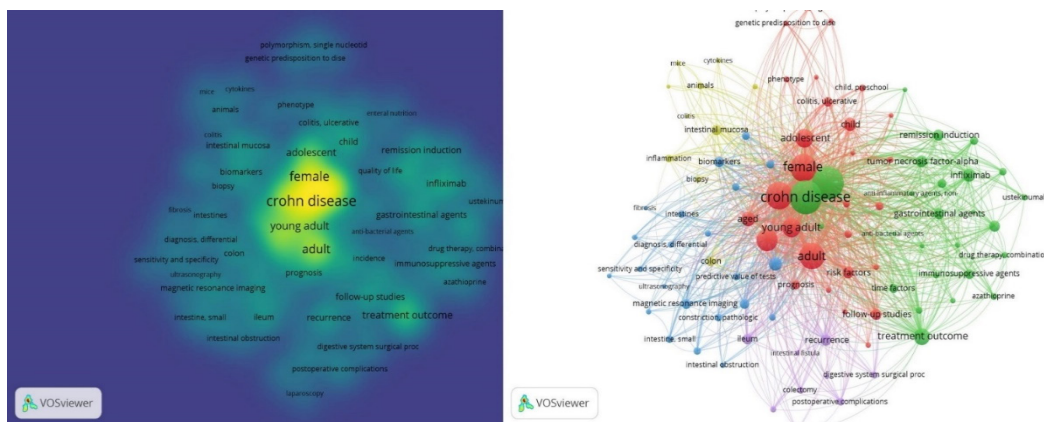 polymorphism, single nucleotid
genetic predisposition to dise
mice
cytokines
animals
phenotype
colitis, ulcerative
enteral nutrition
colitis
intestinal mucosa
adolescent
child
remission induction
biomarkers
biopsy
female
quality of life
infliximab
crohn disease
ustekinum
fibrosis
intestines
gastrointestinal agents
young adult
anti-bacterial agents
diagnosis, differential
colon
adult
drug therapy, combina
sensitivity and specificity
incidence
immunosuppressive agents
ultrasonography
prognosis
azathioprine
magnetic resonance imaging
follow-up studies
intestine, small
ileum
recurrence
treatment outcome
intestinal obstruction
digestive system surgical proc
postoperative complications
laparoscopy
VOSviewer
genetic predisposition to dise
mice
cytokines
animals
phenotype
child, preschool
colitis, ulcerative
intestinal mucosa
adolescent
child
remission induction
inflammation
biomarkers
female
tumor necrosis factor-alpha
infliximab
biopsy
crohn disease
anti-inflammatory agents, non
ustekinumab
fibrosis
intestines
aged
young adult
gastrointestinal agents
anti-bacterial agents
diagnosis, differential
colon
adult
drug therapy, combination
sensitivity and specificity
predictive value of tests
risk factors
immunosuppressive agents
ultrasonography
prognosis
time factors
azathioprine
magnetic resonance imaging
constriction, pathologic
follow-up studies
intestine, small
ileum
recurrence
treatment outcome
intestinal fistula
intestinal obstruction
digestive system surgical proc
colectomy
postoperative complications
VOSviewer